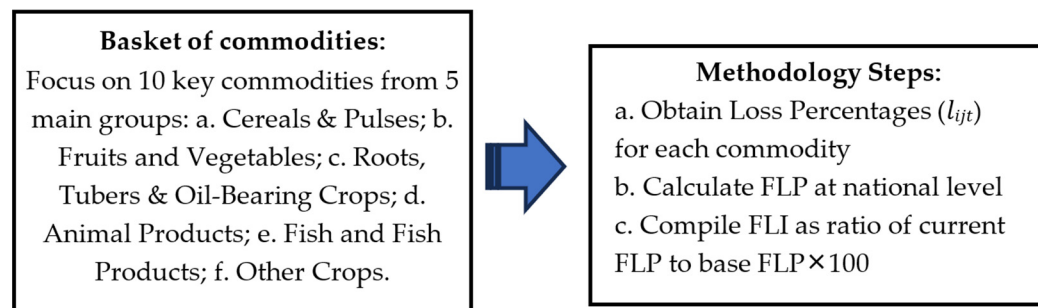 Basket of commodities:
Focus on 10 key commodities from 5
main groups: a. Cereals & Pulses; b.
Fruits and Vegetables; c. Roots,
Tubers & Oil-Bearing Crops; d.
Animal Products; e. Fish and Fish
Products; f. Other Crops.
Methodology Steps:
a. Obtain Loss Percentages (lᵢⱼₜ)
for each commodity
b. Calculate FLP at national level
c. Compile FLI as ratio of current
FLP to base FLP×100